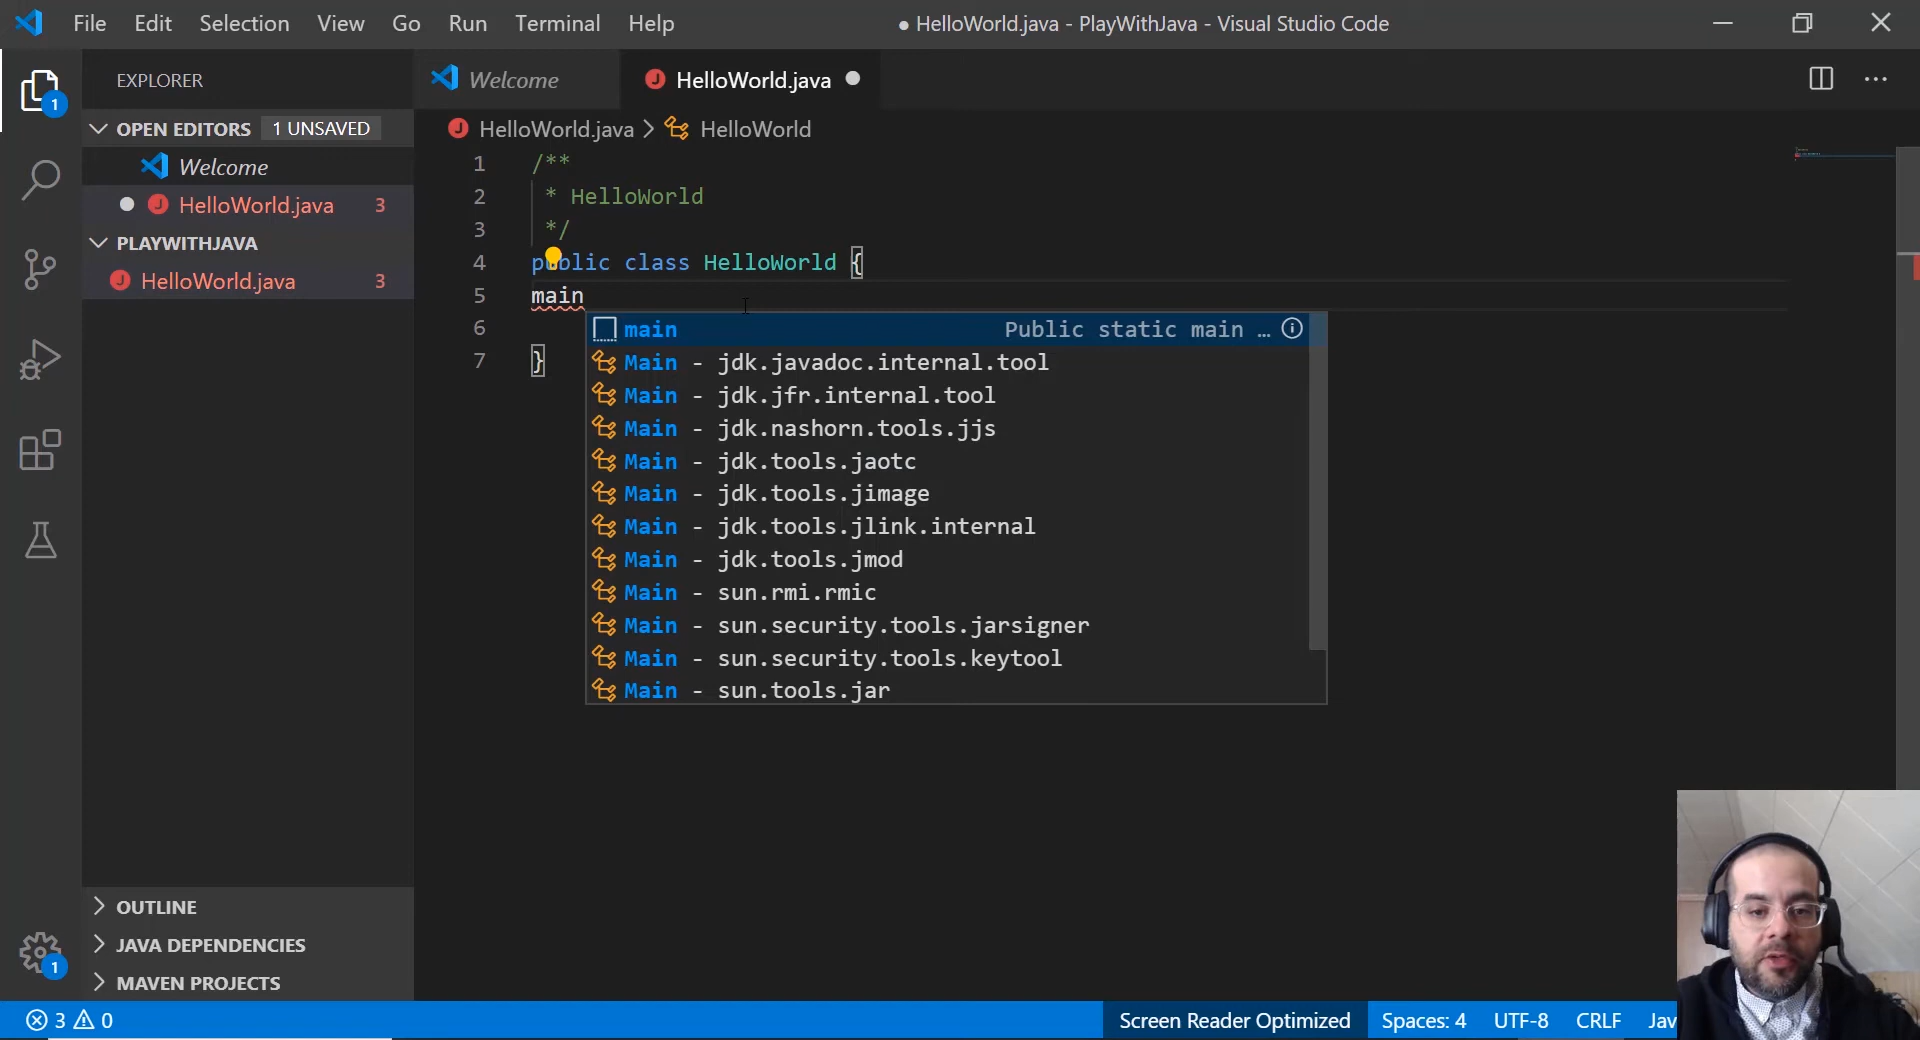 File Edit Selection View Go Run Terminal Help
● HelloWorld.java - PlayWithJava - Visual Studio Code
EXPLORER
OPEN EDITORS 1 UNSAVED
Welcome
HelloWorld.java 3
PLAYWITHJAVA
HelloWorld.java 3
OUTLINE
JAVA DEPENDENCIES
MAVEN PROJECTS
1
1
Welcome
HelloWorld.java
HelloWorld.java > HelloWorld
1 /**
2 * HelloWorld
3 */
4 public class HelloWorld {
5 main
6
7 }
main Public static main ...
Main - jdk.javadoc.internal.tool
Main - jdk.jfr.internal.tool
Main - jdk.nashorn.tools.jjs
Main - jdk.tools.jaotc
Main - jdk.tools.jimage
Main - jdk.tools.jlink.internal
Main - jdk.tools.jmod
Main - sun.rmi.rmic
Main - sun.security.tools.jarsigner
Main - sun.security.tools.keytool
Main - sun.tools.jar
3 0
Screen Reader Optimized Spaces: 4 UTF-8 CRLF Jav